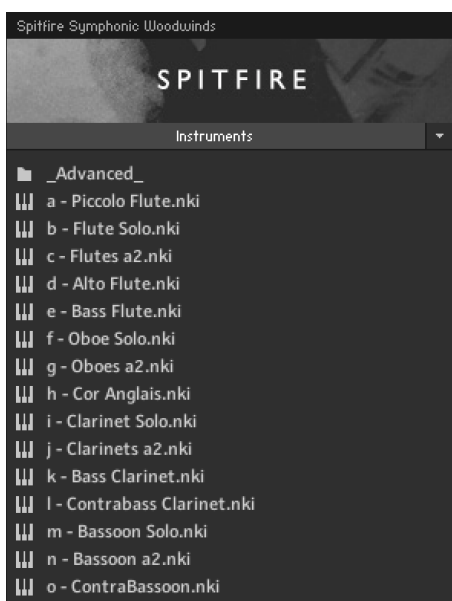 Spitfire Symphonic Woodwinds
SPITFIRE
Instruments
_Advanced_
a - Piccolo Flute.nki
b - Flute Solo.nki
c - Flutes a2.nki
d - Alto Flute.nki
e - Bass Flute.nki
f - Oboe Solo.nki
g - Oboes a2.nki
h - Cor Anglais.nki
i - Clarinet Solo.nki
j - Clarinets a2.nki
k - Bass Clarinet.nki
l - Contrabass Clarinet.nki
m - Bassoon Solo.nki
n - Bassoon a2.nki
o - ContraBassoon.nki